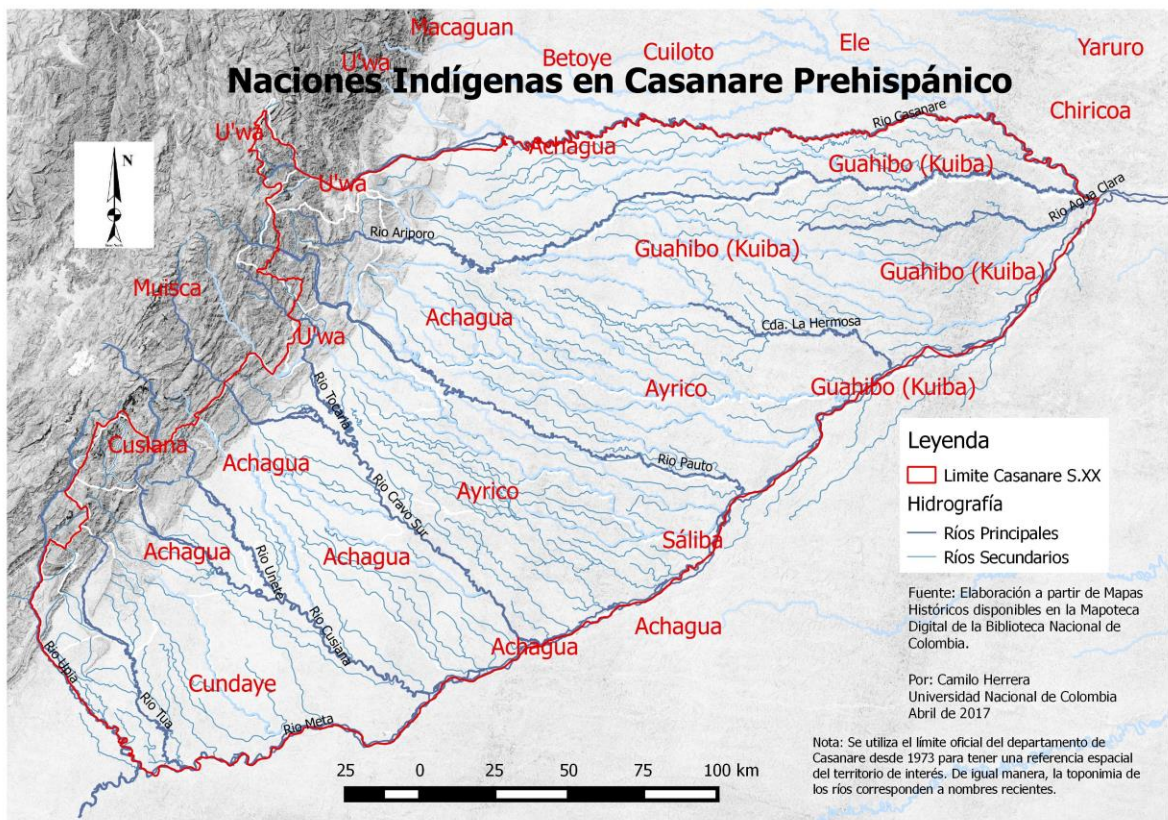 Macaguan
Betoye
Cuiloto
Ele
Yaruro
U'wa
Naciones Indígenas en Casanare Prehispánico
Chiricoa
U'wa
Rio Casanare
Achagua
N
Guahibo (Kuiba)
U'wa
Rio Agua Clara
Rio Ariporo
Guahibo (Kuiba)
Guahibo (Kuiba)
Muisca
Achagua
Cda. La Hermosa
U'wa
Rio Tocaria
Ayrico
Guahibo (Kuiba)
Cusiana
Achagua
Rio Pauto
Ayrico
Rio Cravo Sur
Sáliba
Achagua
Achagua
Rio Unete
Rio Cusiana
Achagua
Achagua
Rio Upia
Rio Tua
Cundaye
Rio Meta
25 0 25 50 75 100 km
Leyenda
Limite Casanare S.XX
Hidrografía
Ríos Principales
Ríos Secundarios
Fuente: Elaboración a partir de Mapas
Históricos disponibles en la Mapoteca
Digital de la Biblioteca Nacional de
Colombia.
Por: Camilo Herrera
Universidad Nacional de Colombia
Abril de 2017
Nota: Se utiliza el límite oficial del departamento de
Casanare desde 1973 para tener una referencia espacial
del territorio de interés. De igual manera, la toponimia de
los ríos corresponden a nombres recientes.